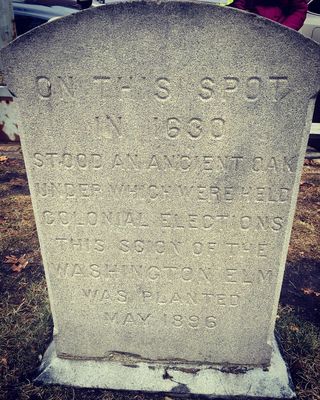 ON THIS SPOT
IN 1630
STOOD AN ANCIENT OAK
UNDER WHICH WERE HELD
COLONIAL ELECTIONS
THIS SCION OF THE
WASHINGTON ELM
WAS PLANTED
MAY 1896